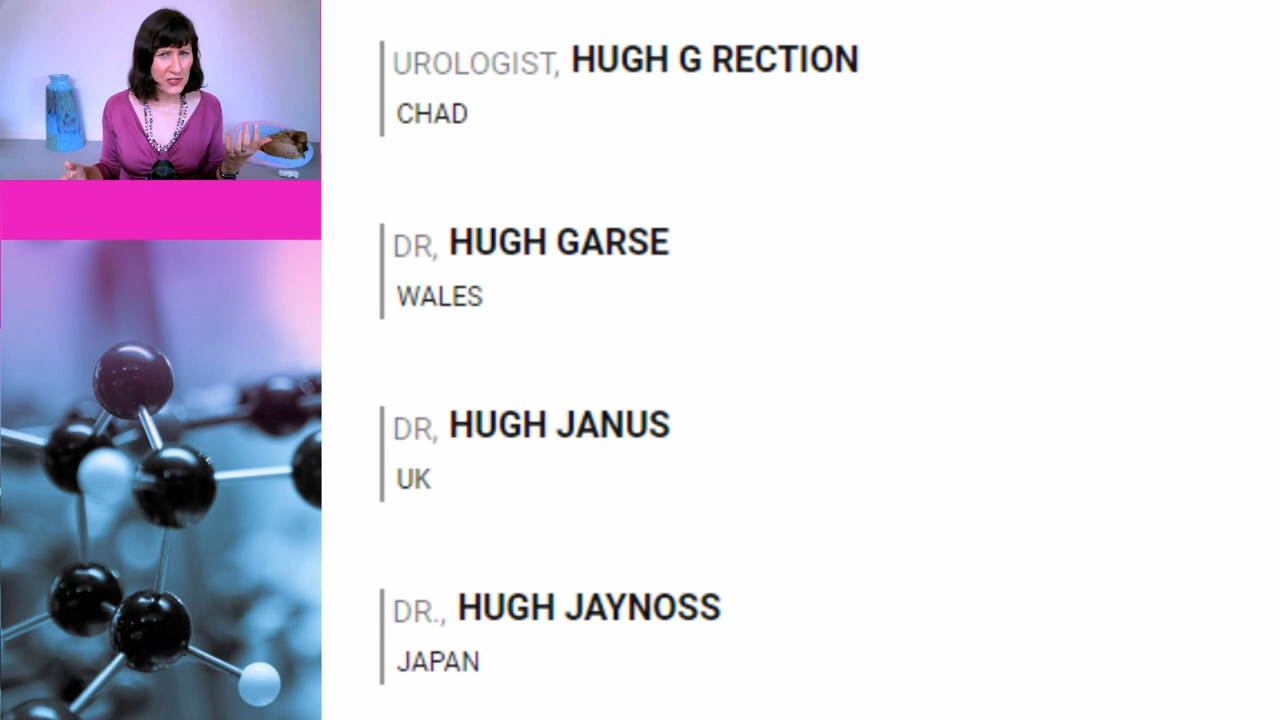 UROLOGIST, HUGH G RECTION
CHAD
DR, HUGH GARSE
WALES
DR, HUGH JANUS
UK
DR., HUGH JAYNOSS
JAPAN